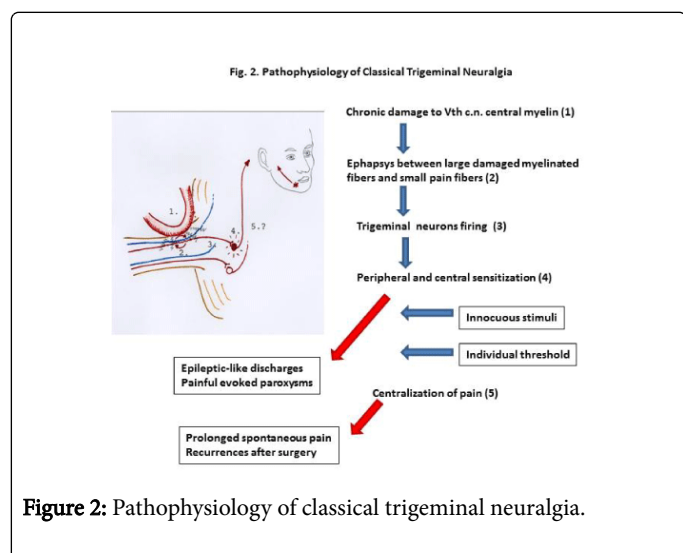 Fig. 2. Pathophysiology of Classical Trigeminal Neuralgia
Chronic damage to Vth c.n. central myelin (1)
Ephapsys between large damaged myelinated
fibers and small pain fibers (2)
Trigeminal neurons firing (3)
Peripheral and central sensitization (4)
1.
2.
3.
4.
5.?
Innocuous stimuli
Individual threshold
Epileptic-like discharges
Painful evoked paroxysms
Centralization of pain (5)
Prolonged spontaneous pain
Recurrences after surgery
Figure 2: Pathophysiology of classical trigeminal neuralgia.